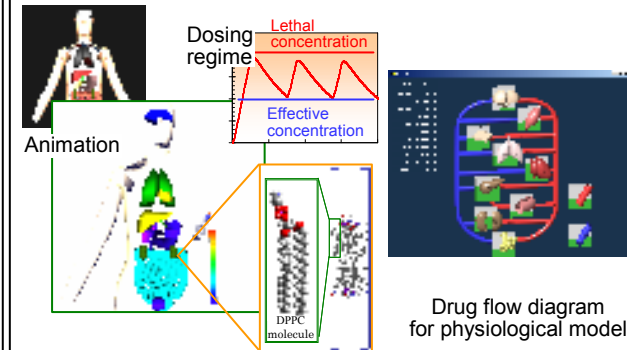 Dosing
regime
Lethal
concentration
Effective
concentration
Animation
DPPC
molecule
Drug flow diagram
for physiological model